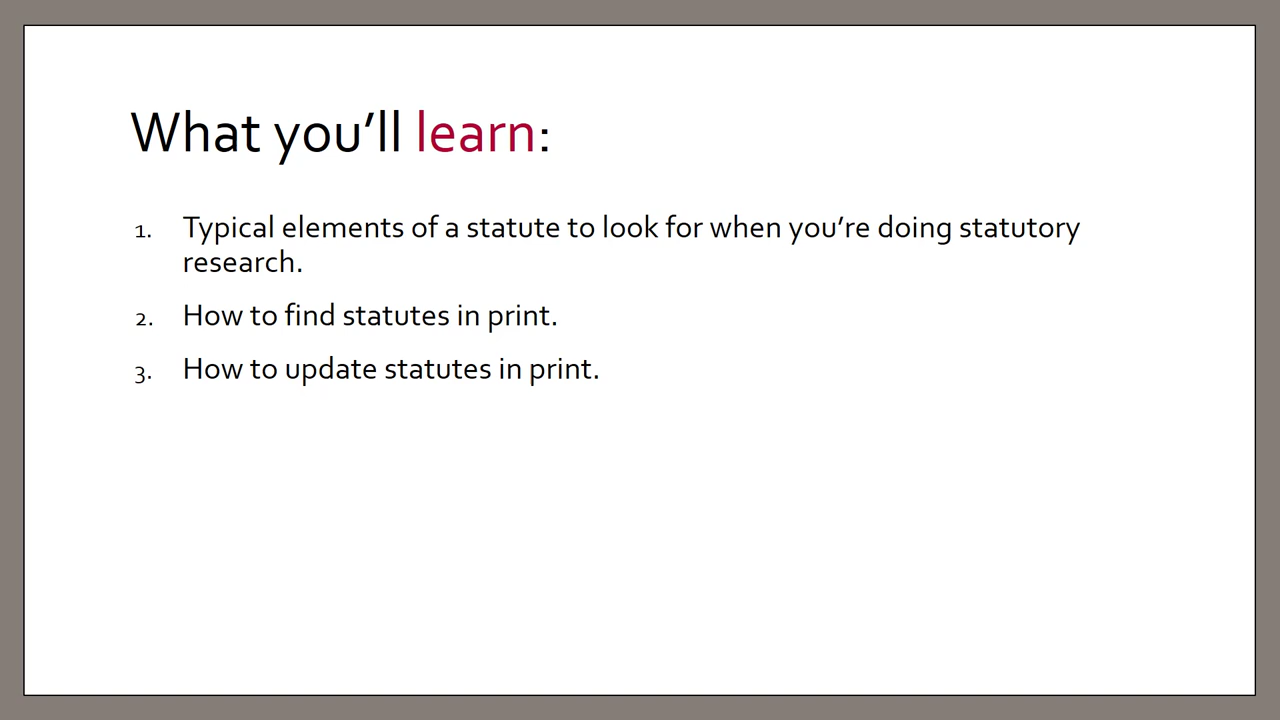 What you’ll learn:
1. Typical elements of a statute to look for when you’re doing statutory
research.
2. How to find statutes in print.
3. How to update statutes in print.